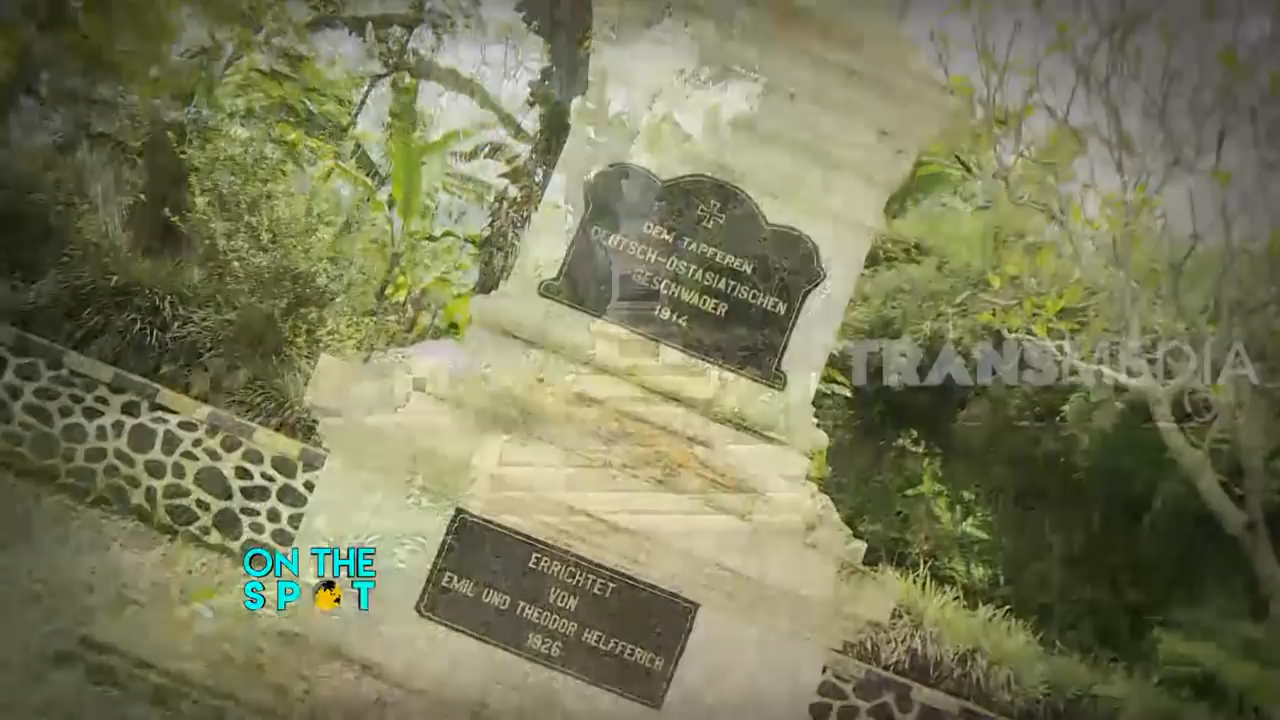 DEM TAPFEREN
DEUTSCH-OSTASIATISCHEN
GESCHWADER
1914
TRANSMEDIA
ERRICHTET
VON
EMIL UND THEODOR HELFFERICH
1926
ON THE
SPOT